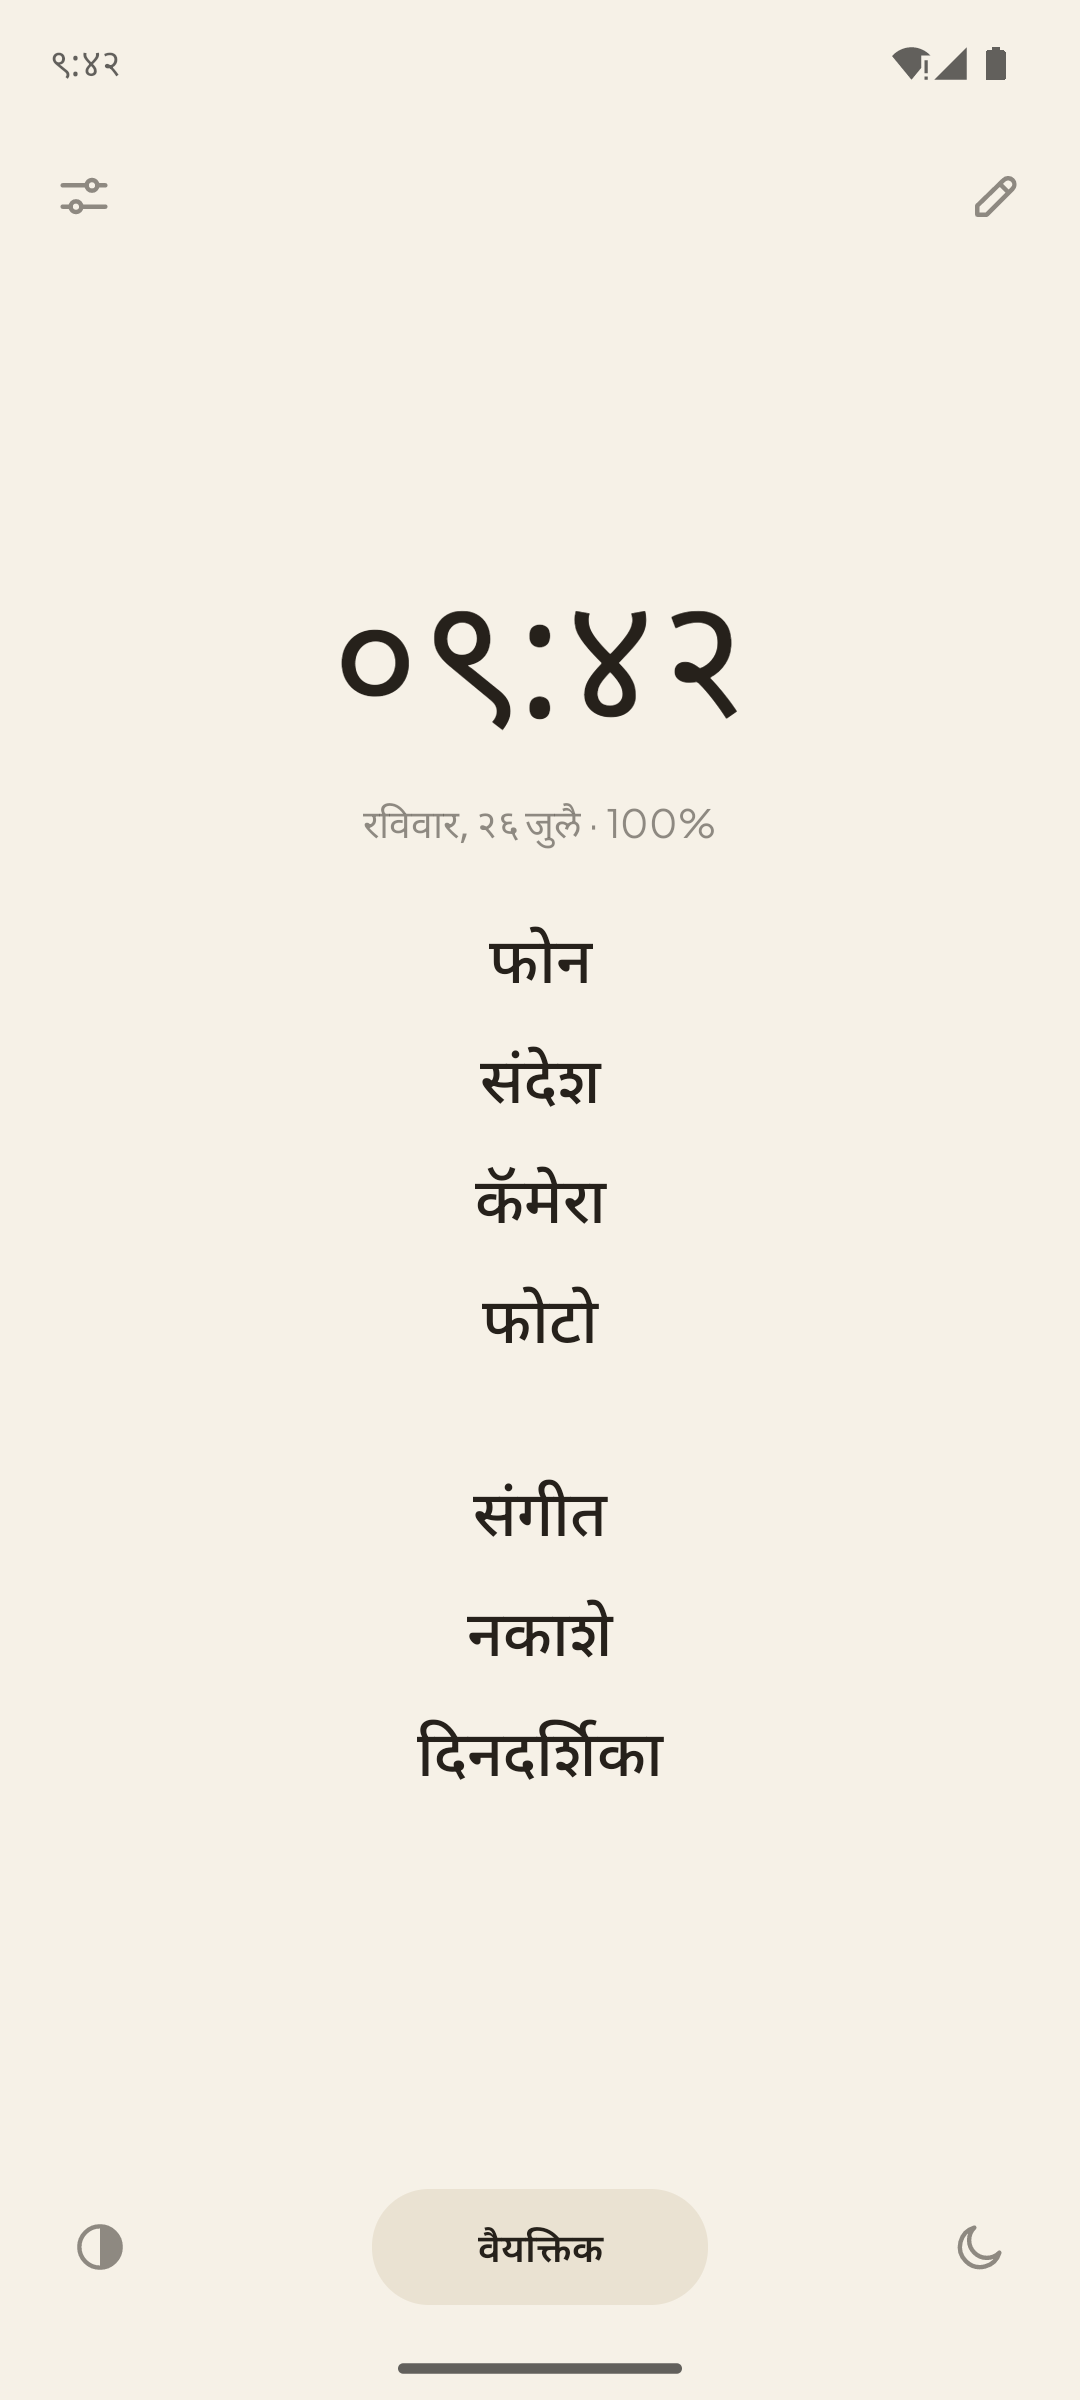 ९:४२
०९:४२
रविवार, २६ जुलै · 100%
फोन
संदेश
कॅमेरा
फोटो
संगीत
नकाशे
दिनदर्शिका
वैयक्तिक